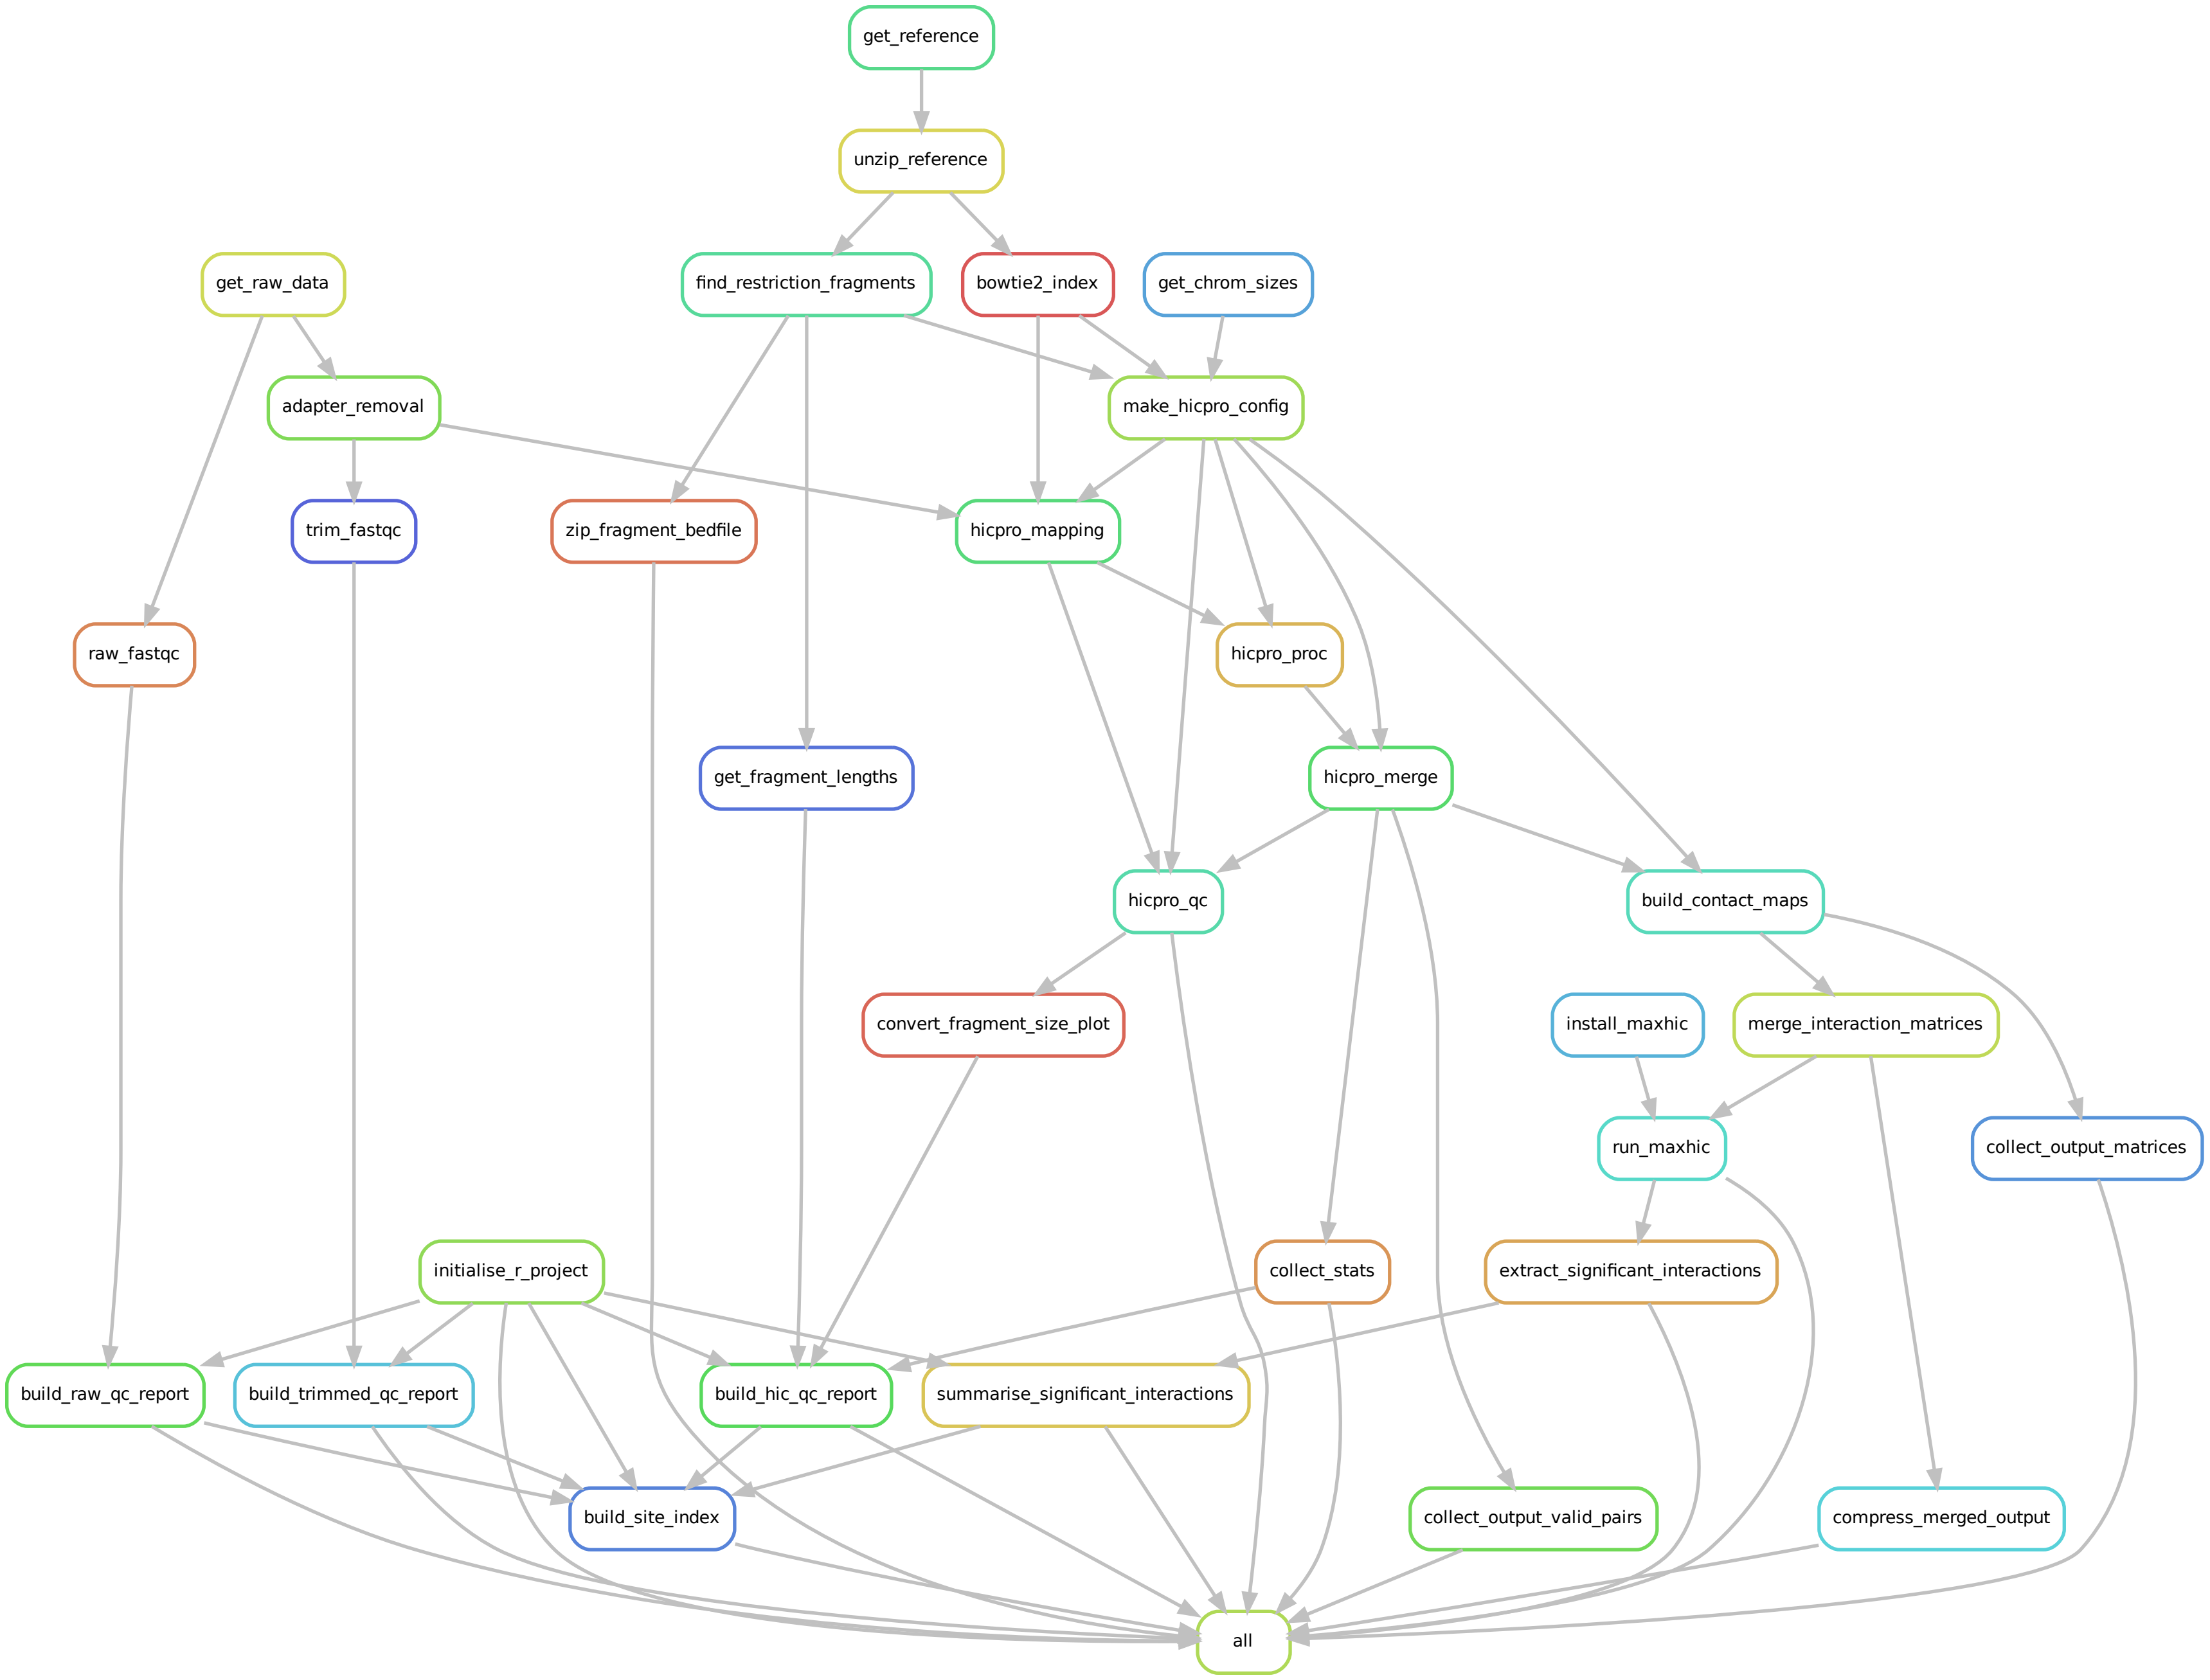 get_reference
unzip_reference
get_raw_data
find_restriction_fragments
bowtie2_index
get_chrom_sizes
adapter_removal
make_hicpro_config
trim_fastqc
zip_fragment_bedfile
hicpro_mapping
raw_fastqc
hicpro_proc
get_fragment_lengths
hicpro_merge
hicpro_qc
build_contact_maps
convert_fragment_size_plot
install_maxhic
merge_interaction_matrices
run_maxhic
collect_output_matrices
initialise_r_project
collect_stats
extract_significant_interactions
build_raw_qc_report
build_trimmed_qc_report
build_hic_qc_report
summarise_significant_interactions
build_site_index
collect_output_valid_pairs
compress_merged_output
all